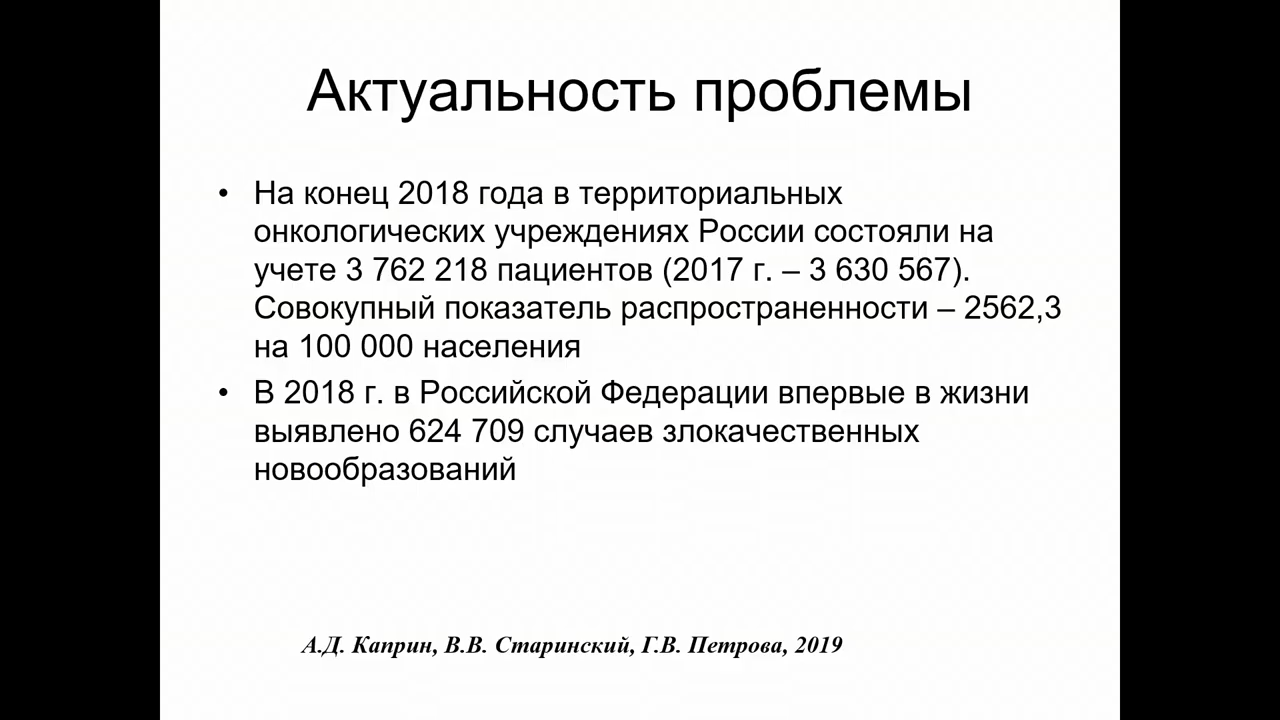 Актуальность проблемы
• На конец 2018 года в территориальных
онкологических учреждениях России состояли на
учете 3 762 218 пациентов (2017 г. – 3 630 567).
Совокупный показатель распространенности – 2562,3
на 100 000 населения
• В 2018 г. в Российской Федерации впервые в жизни
выявлено 624 709 случаев злокачественных
новообразований
А.Д. Каприн, В.В. Старинский, Г.В. Петрова, 2019